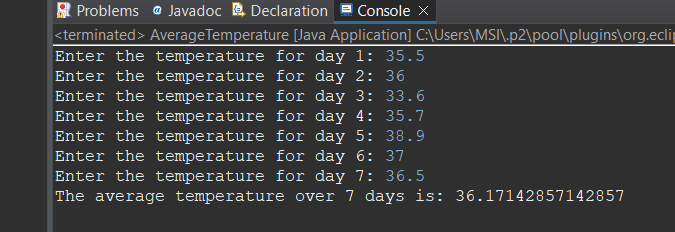 Problems @ Javadoc Declaration Console
<terminated> AverageTemperature [Java Application] C:\Users\MSI\.p2\pool\plugins\org.eclip
Enter the temperature for day 1: 35.5
Enter the temperature for day 2: 36
Enter the temperature for day 3: 33.6
Enter the temperature for day 4: 35.7
Enter the temperature for day 5: 38.9
Enter the temperature for day 6: 37
Enter the temperature for day 7: 36.5
The average temperature over 7 days is: 36.17142857142857